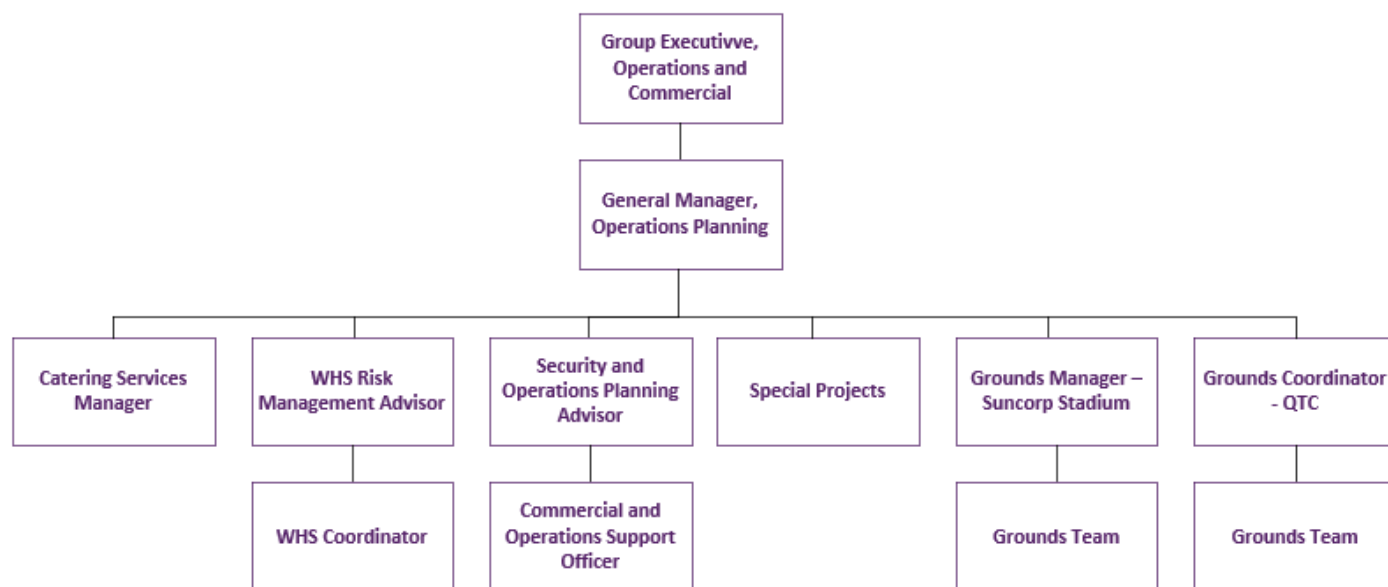 Group Executivve,
Operations and
Commercial
General Manager,
Operations Planning
Catering Services
Manager
WHS Risk
Management Advisor
Security and
Operations Planning
Advisor
Special Projects
Grounds Manager –
Suncorp Stadium
Grounds Coordinator
- QTC
WHS Coordinator
Commercial and
Operations Support
Officer
Grounds Team
Grounds Team